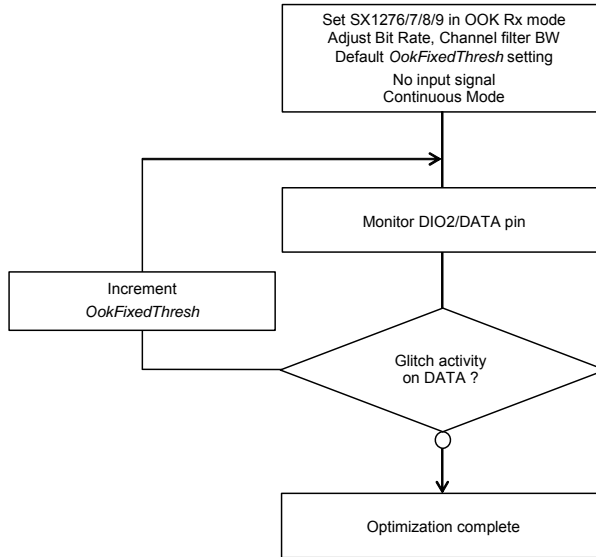 Set SX1276/7/8/9 in OOK Rx mode
Adjust Bit Rate, Channel filter BW
Default OokFixedThresh setting
No input signal
Continuous Mode
Monitor DIO2/DATA pin
Increment
OokFixedThresh
Glitch activity
on DATA ?
Optimization complete